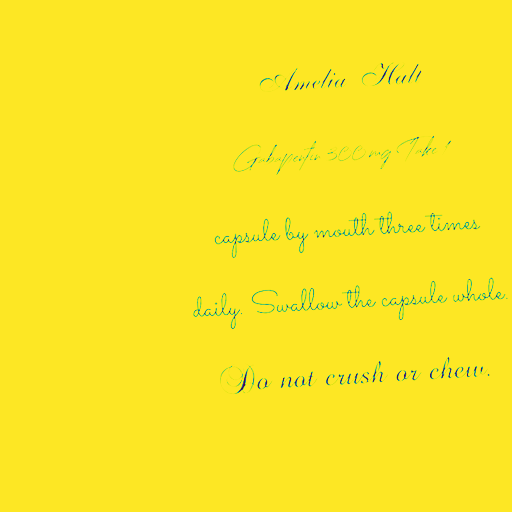 Amelia Halt
Gabapentin 300 mg. Take 1
capsule by mouth three times
daily. Swallow the capsule whole.
Do not crush or chew.